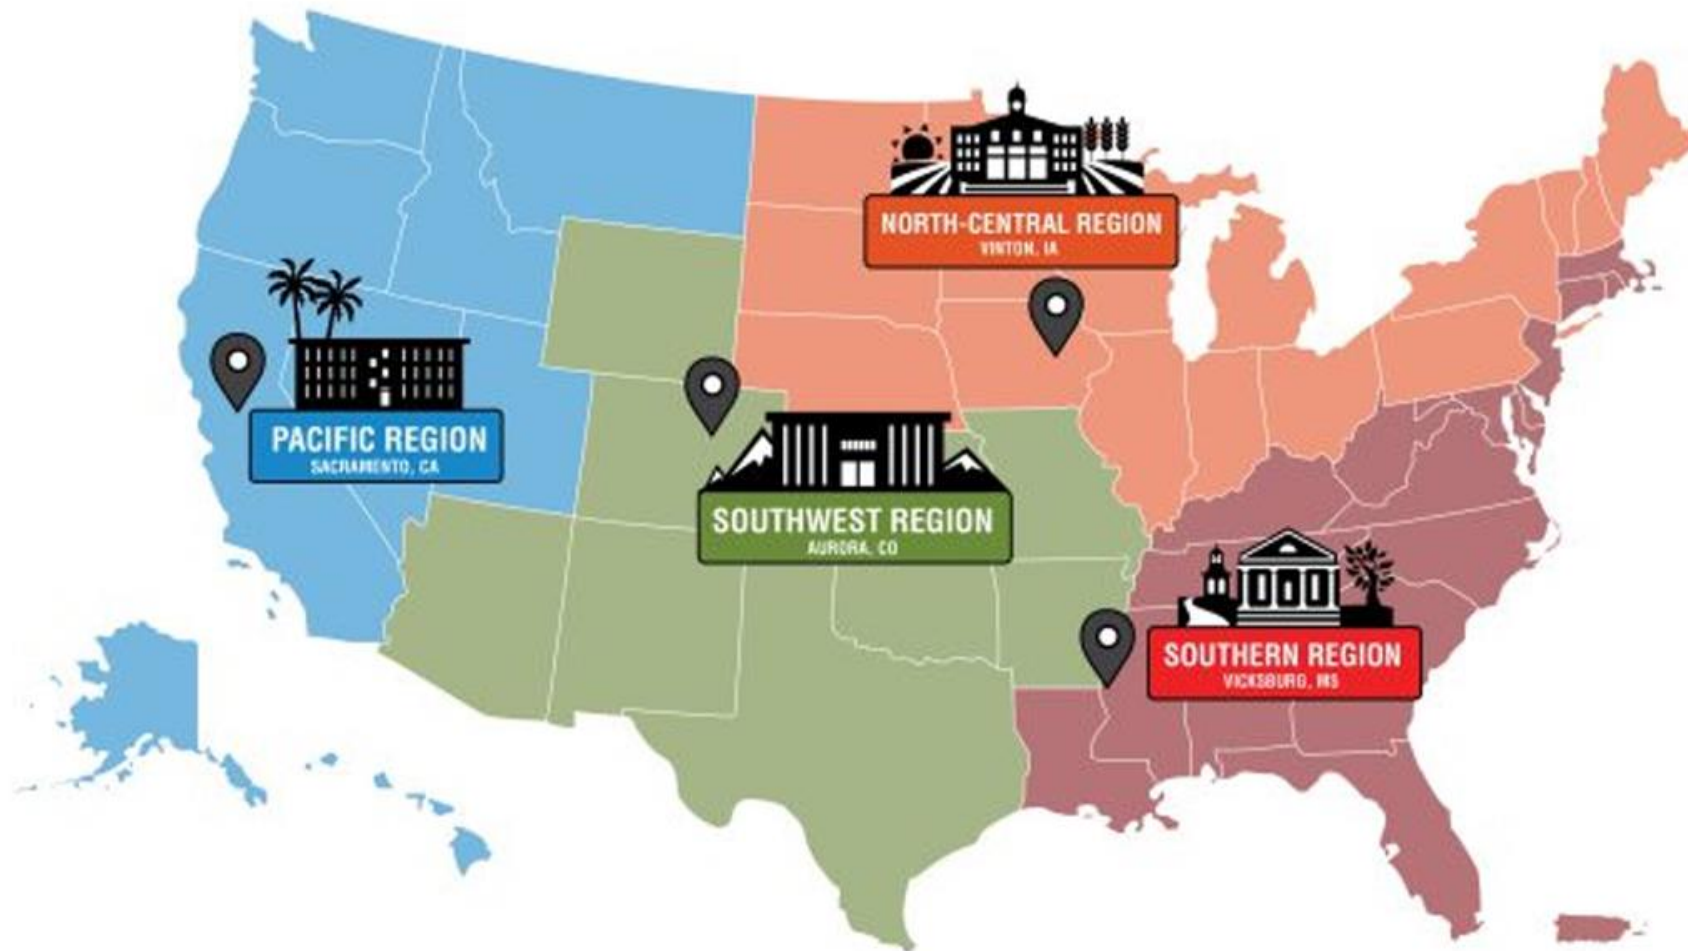 NORTH-CENTRAL REGION
VINTON, IA
PACIFIC REGION
SACRAMENTO, CA
SOUTHWEST REGION
AURORA, CO
SOUTHERN REGION
VICKSBURG, MS